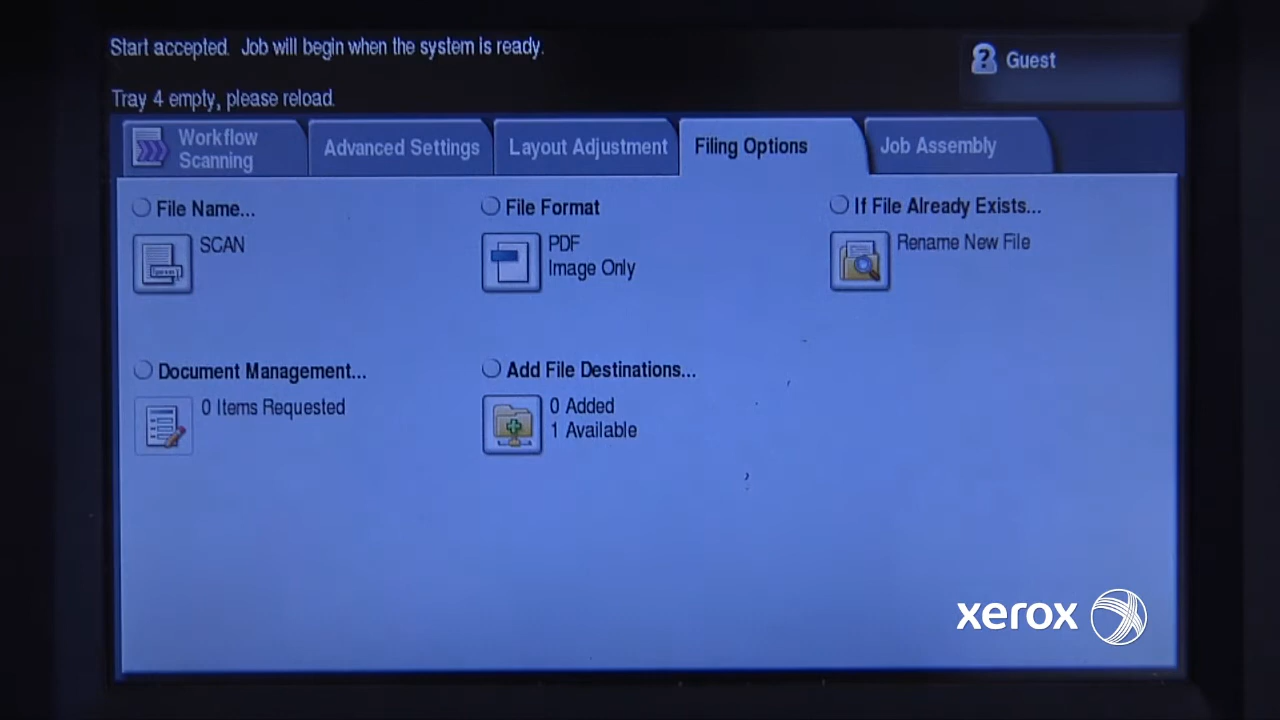 Start accepted. Job will begin when the system is ready.
Guest
Tray 4 empty, please reload.
Workflow
Scanning
Advanced Settings
Layout Adjustment
Filing Options
Job Assembly
File Name...
SCAN
File Format
PDF
Image Only
If File Already Exists...
Rename New File
Document Management...
0 Items Requested
Add File Destinations...
0 Added
1 Available
xerox